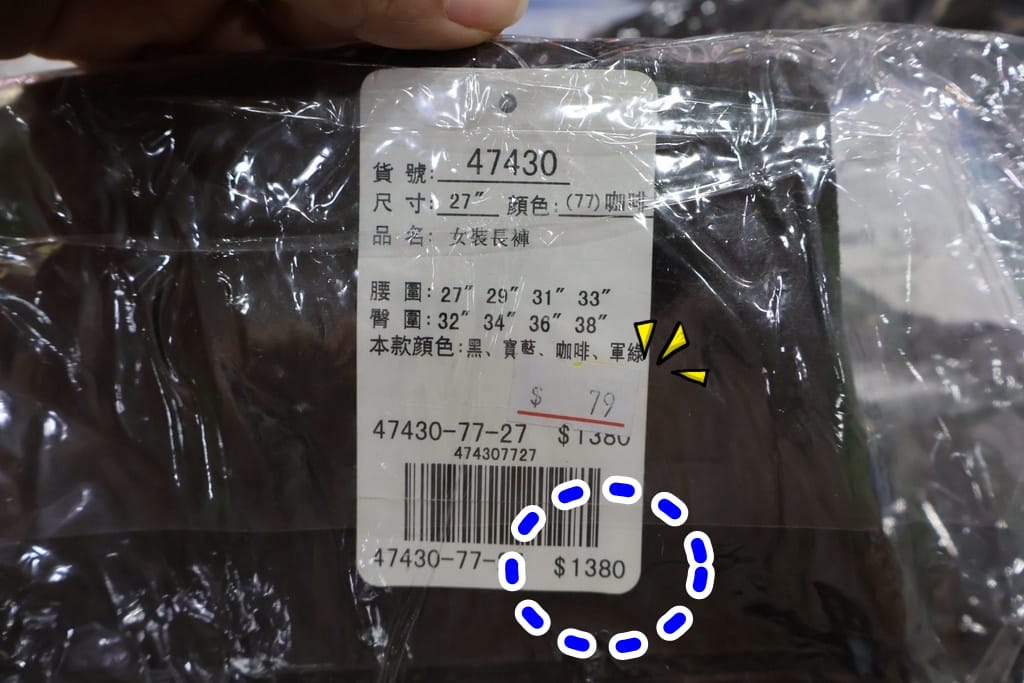 貨號: 47430
尺寸: 27" 顏色: (77)咖啡
品名: 女裝長褲
腰圍: 27" 29" 31" 33"
臀圍: 32" 34" 36" 38"
本款顏色:黑、寶藍、咖啡、軍綠
$ 79
47430-77-27 $1380
474307727
47430-77- $1380